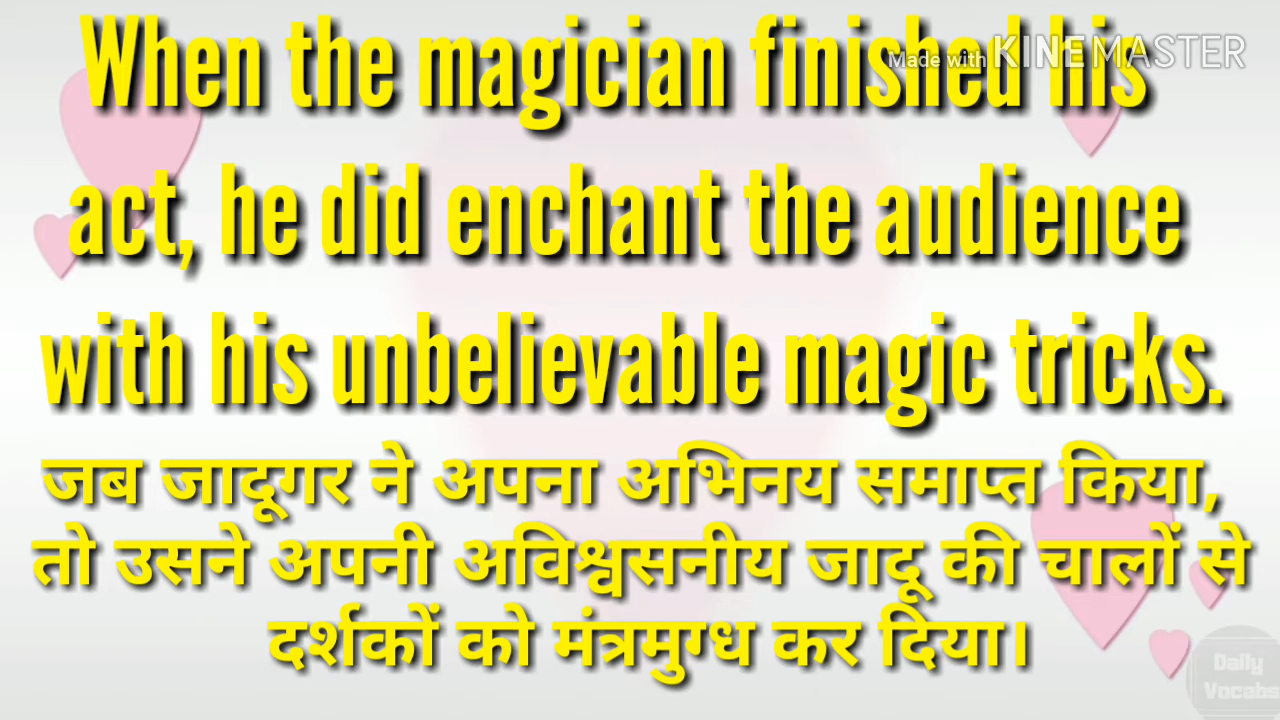 When the magician finished his
Made with KINEMASTER
act, he did enchant the audience
with his unbelievable magic tricks.
जब जादूगर ने अपना अभिनय समाप्त किया,
तो उसने अपनी अविश्वसनीय जादू की चालों से
दर्शकों को मंत्रमुग्ध कर दिया।
Daily
Vocabs